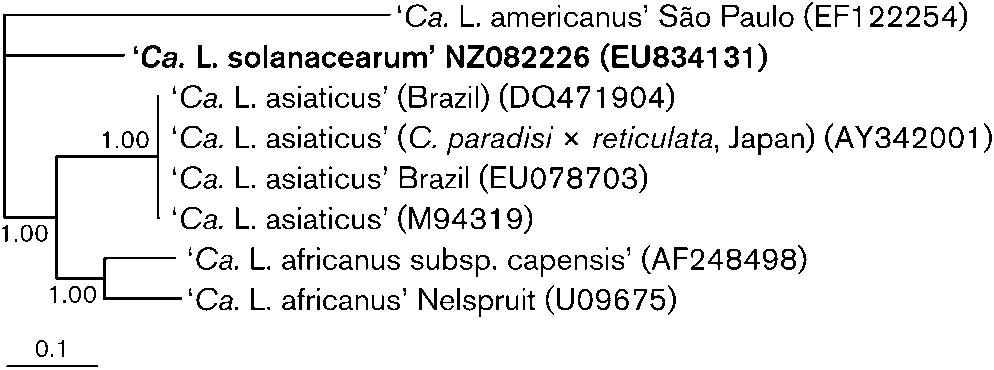 ‘Ca. L. americanus’ São Paulo (EF122254)
‘Ca. L. solanacearum’ NZ082226 (EU834131)
‘Ca. L. asiaticus’ (Brazil) (DQ471904)
1.00
‘Ca. L. asiaticus’ (C. paradisi × reticulata, Japan) (AY342001)
‘Ca. L. asiaticus’ Brazil (EU078703)
‘Ca. L. asiaticus’ (M94319)
1.00
‘Ca. L. africanus subsp. capensis’ (AF248498)
1.00
‘Ca. L. africanus’ Nelspruit (U09675)
0.1